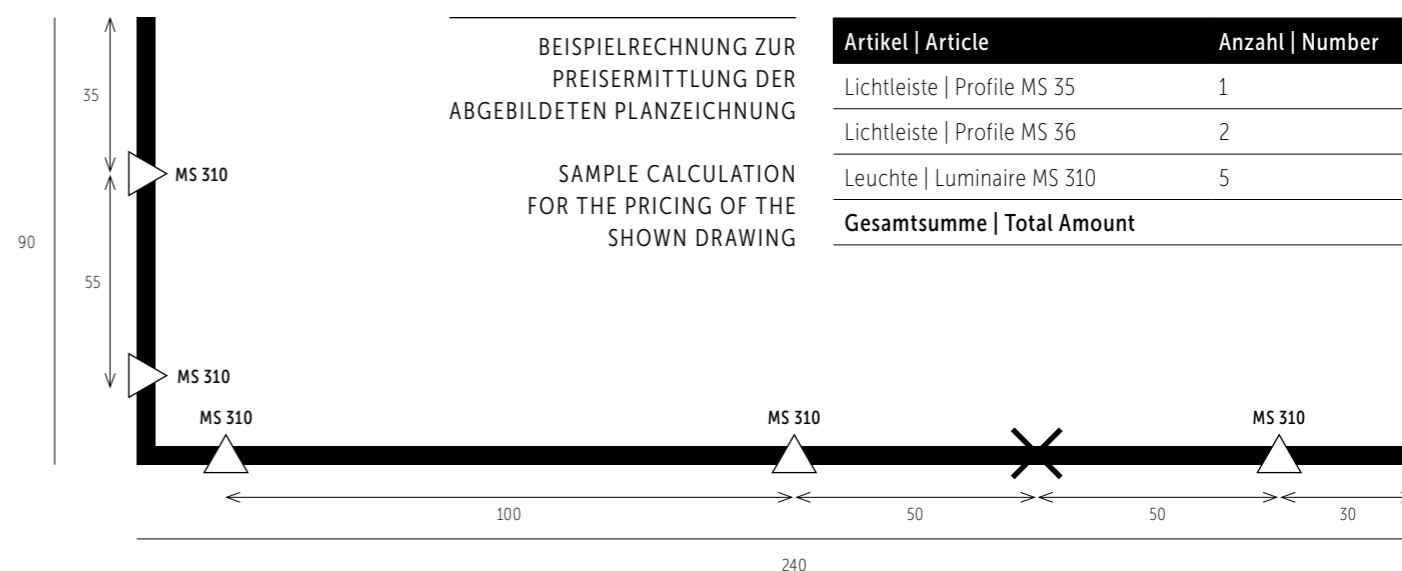 BEISPIELRECHNUNG ZUR
PREISERMITTLUNG DER
ABGEBILDETEN PLANZEICHNUNG
SAMPLE CALCULATION
FOR THE PRICING OF THE
SHOWN DRAWING
Artikel | Article Anzahl | Number
Lichtleiste | Profile MS 35 1
Lichtleiste | Profile MS 36 2
Leuchte | Luminaire MS 310 5
Gesamtsumme | Total Amount
35
MS 310
90
55
MS 310
MS 310 MS 310 MS 310
100 50 50 30
240